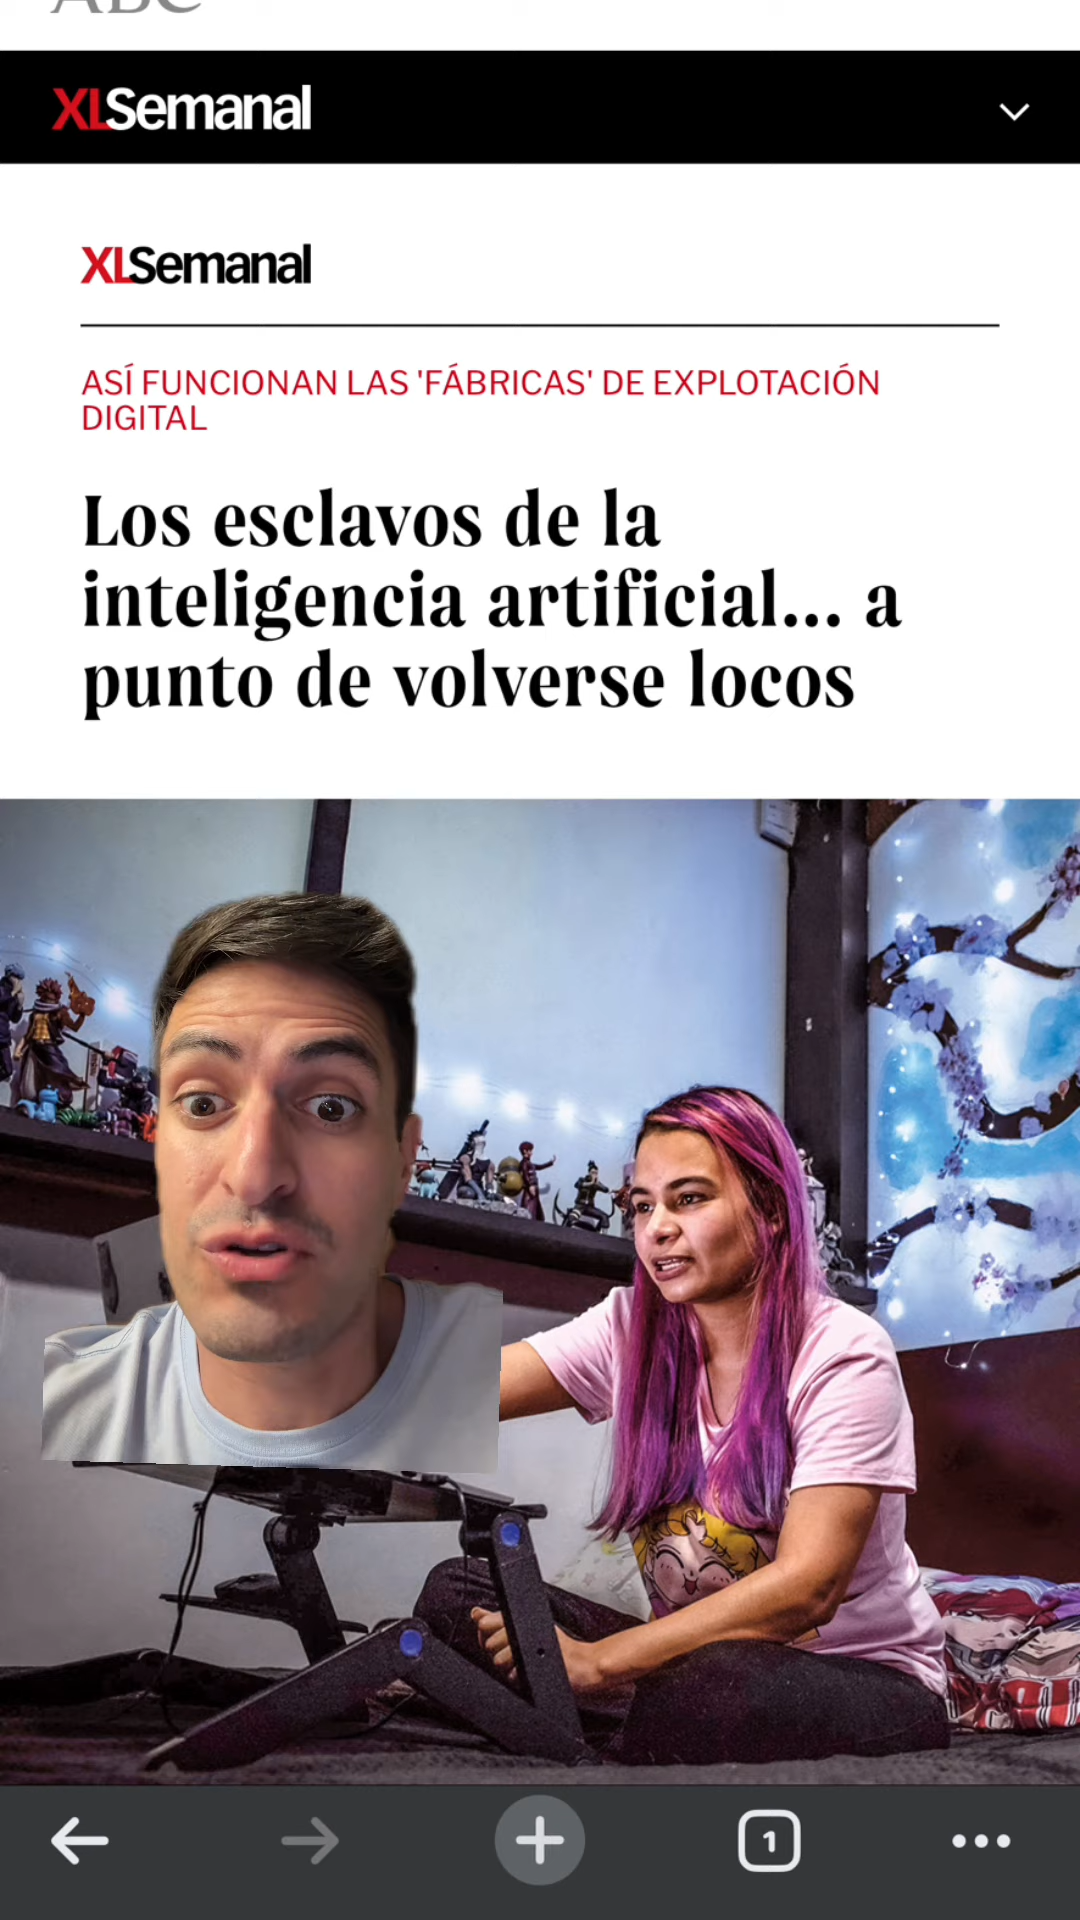 ABC
XLSemanal
XLSemanal
ASÍ FUNCIONAN LAS 'FÁBRICAS' DE EXPLOTACIÓN
DIGITAL
Los esclavos de la
inteligencia artificial... a
punto de volverse locos
1